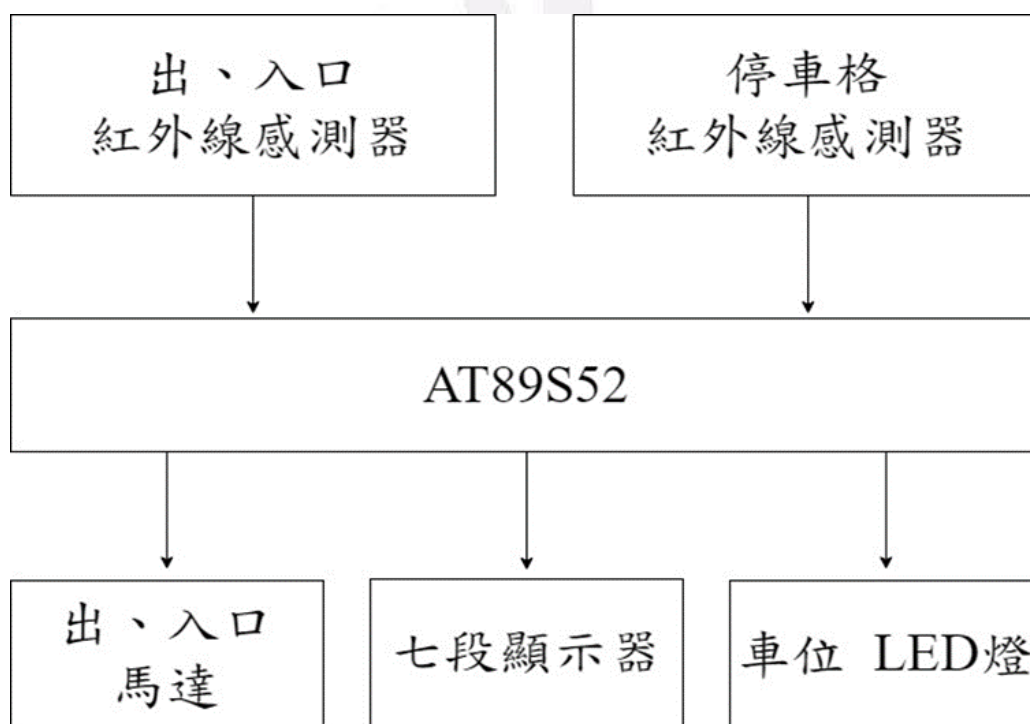 出、入口
紅外線感測器
停車格
紅外線感測器
AT89S52
出、入口
馬達
七段顯示器
車位 LED燈